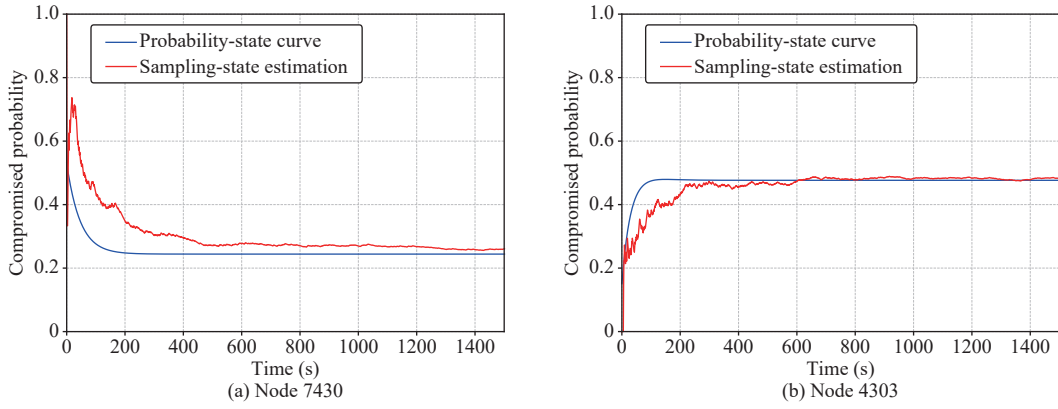 1.0
0.8
0.6
0.4
0.2
0
Compromised probability
Probability-state curve
Sampling-state estimation
0 200 400 600 800 1000 1200 1400
Time (s)
(a) Node 7430
1.0
0.8
0.6
0.4
0.2
0
Compromised probability
Probability-state curve
Sampling-state estimation
0 200 400 600 800 1000 1200 1400
Time (s)
(b) Node 4303